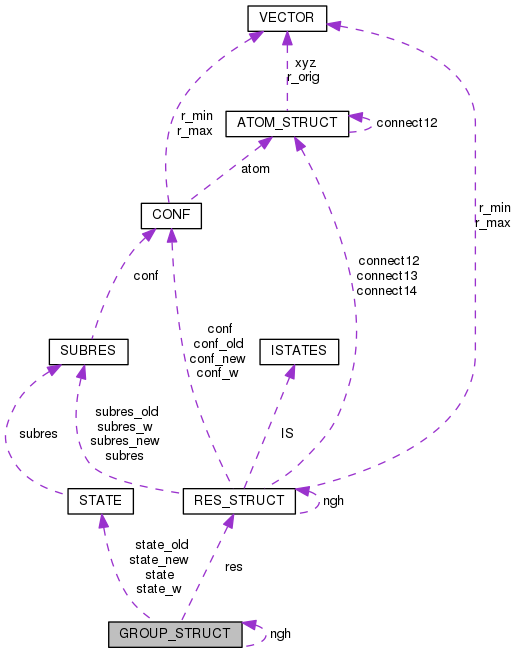 VECTOR
xyz
r_orig
r_min
r_max
ATOM_STRUCT
connect12
atom
CONF
r_min
r_max
connect12
connect13
connect14
conf
conf
conf_old
conf_new
conf_w
SUBRES
ISTATES
subres_old
subres_w
subres_new
subres
subres
IS
STATE
RES_STRUCT
ngh
state_old
state_new
state
state_w
res
GROUP_STRUCT
ngh